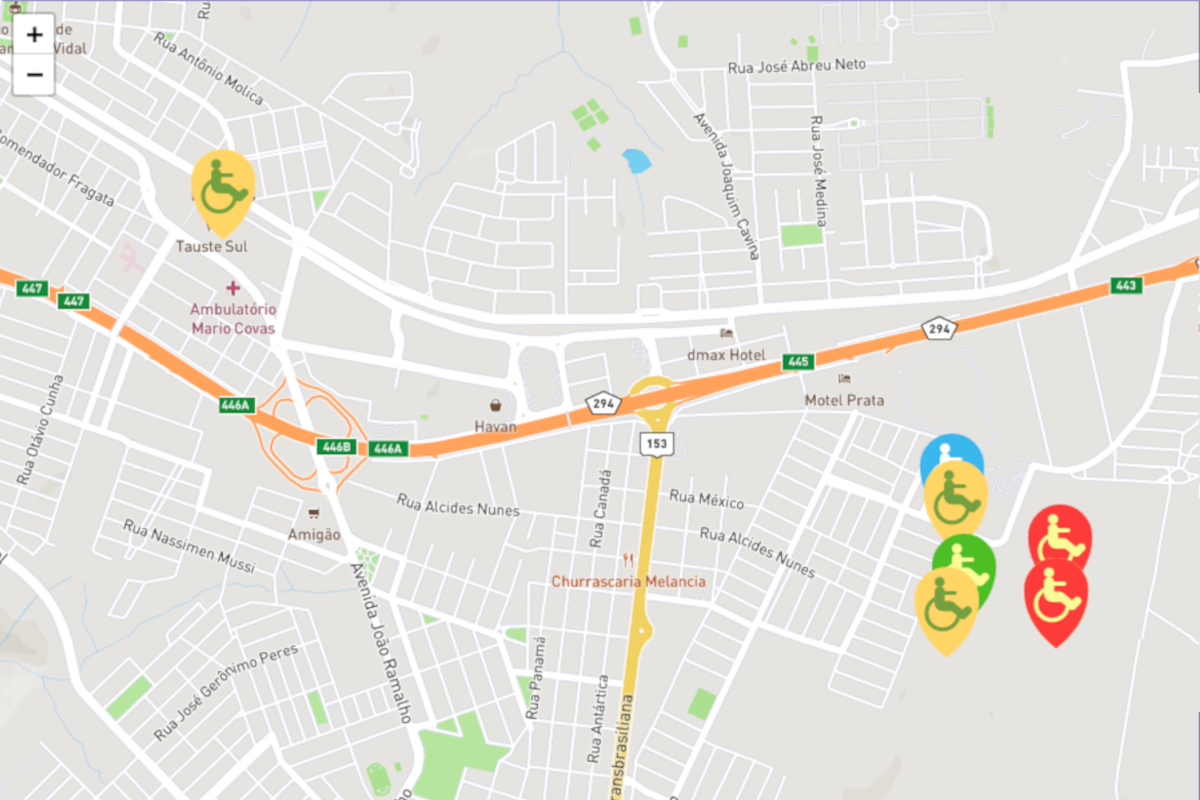 +
−
de
Vidal
Ru
Rua Antônio Molica
omendador Fragata
Tauste Sul
Ambulatório
Mario Covas
447
447
446A
446B
446A
Rua Otávio Cunha
Havan
294
153
dmax Hotel
445
Motel Prata
294
443
Rua José Abreu Neto
Avenida Joaquim Cavina
Rua José Medina
Rua Alcides Nunes
Rua Canadá
Rua México
Rua Alcides Nunes
Amigão
Rua Nassimen Mussi
Churrascaria Melancia
Avenida João Ramalho
Rua José Gerônimo Peres
Rua Panamá
Rua Antártica
ransbrasiliana